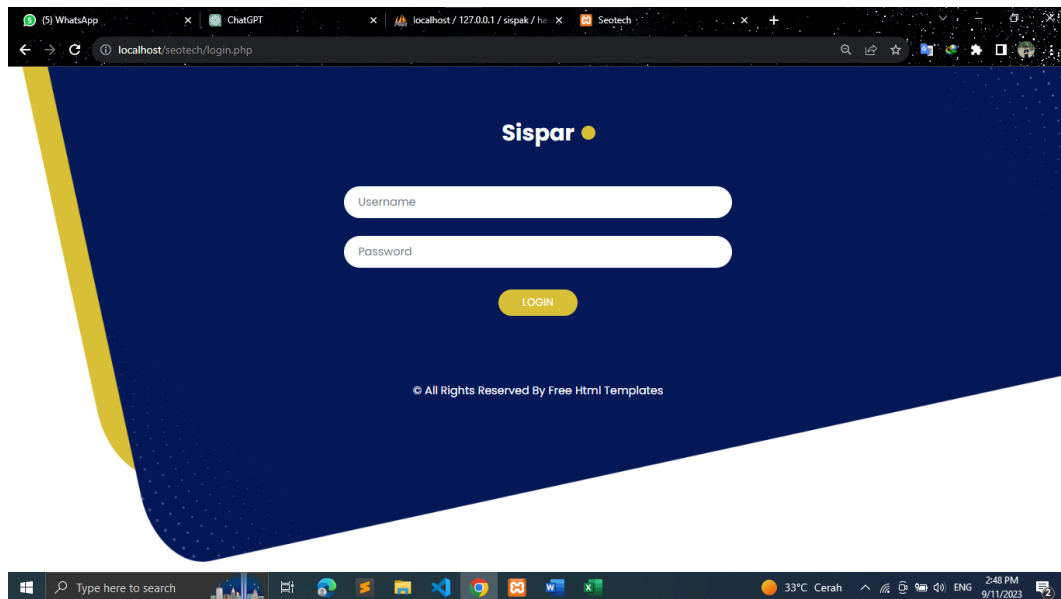 (5) WhatsApp
ChatGPT
localhost / 127.0.0.1 / sispak / ha
Seotech
localhost/seotech/login.php
Sispar
Username
Password
LOGIN
© All Rights Reserved By Free Html Templates
Type here to search
33°C Cerah
ENG
2:48 PM
9/11/2023
2